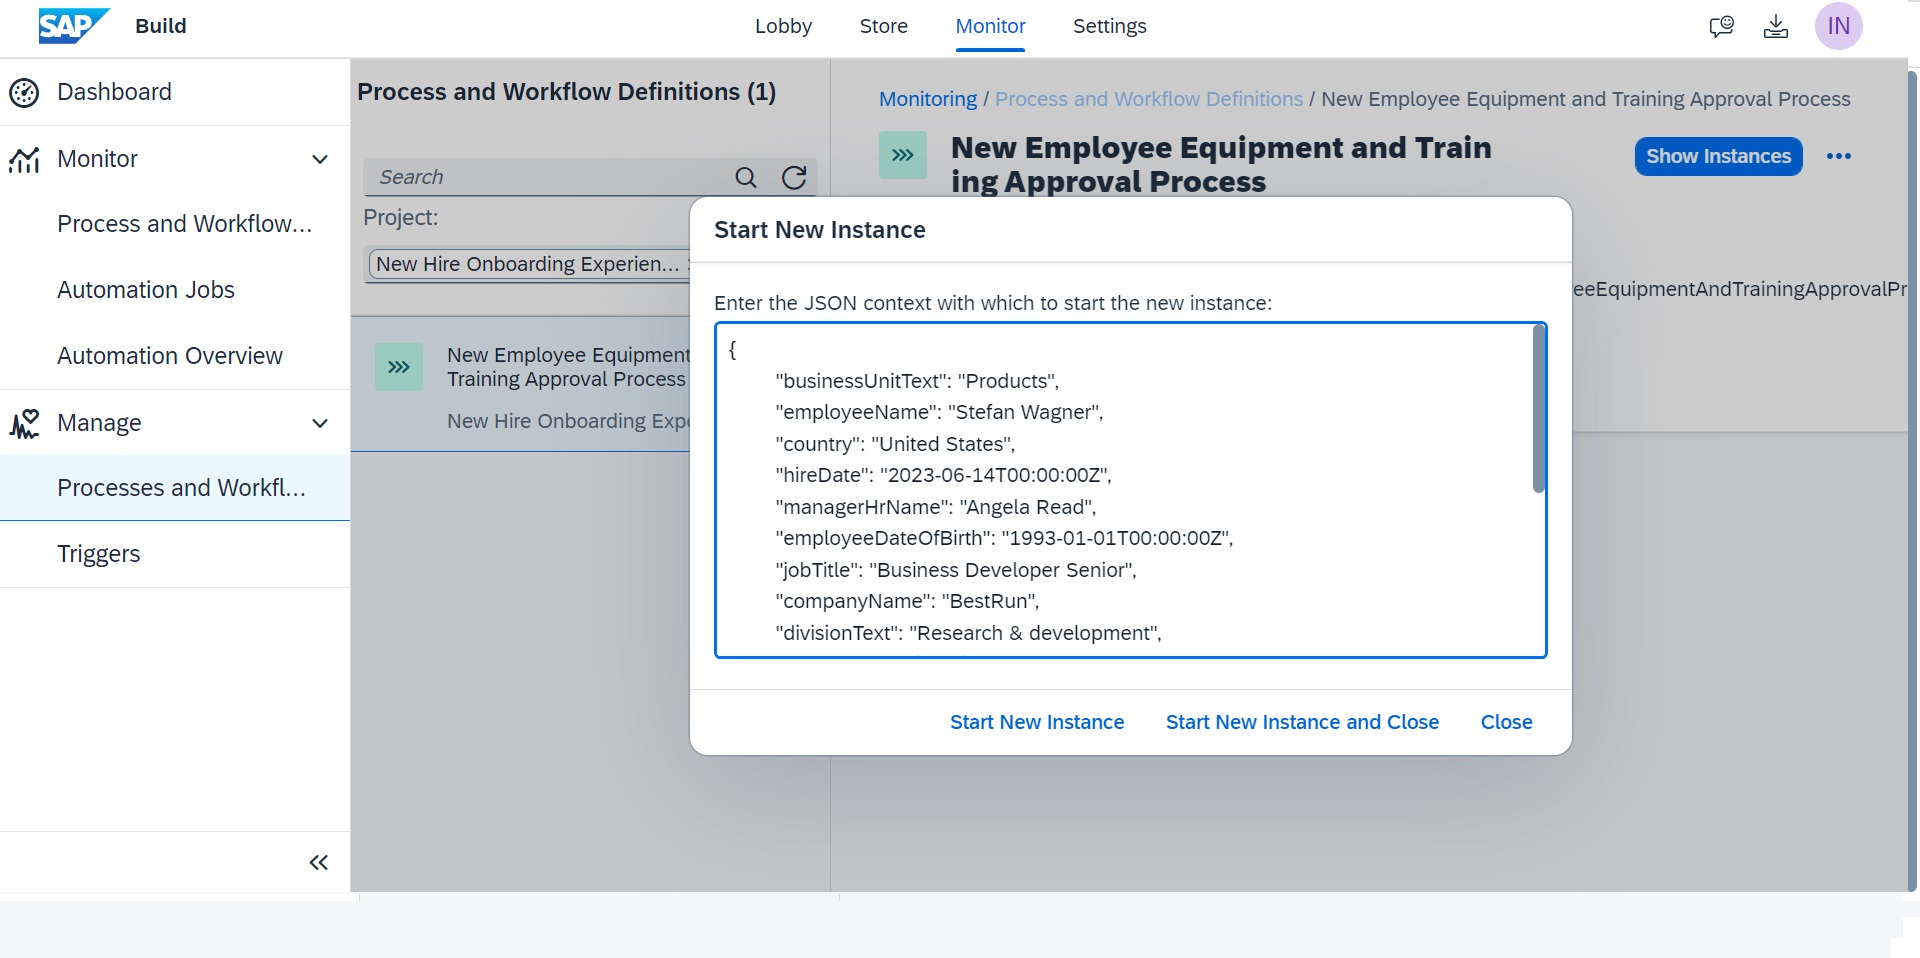 SAP Build
Lobby
Store
Monitor
Settings
IN
Dashboard
Monitor
Process and Workflow...
Automation Jobs
Automation Overview
Manage
Processes and Workfl...
Triggers
Process and Workflow Definitions (1)
Search
Project:
New Hire Onboarding Experien...
New Employee Equipment
Training Approval Process
New Hire Onboarding Expe
Monitoring / Process and Workflow Definitions / New Employee Equipment and Training Approval Process
New Employee Equipment and Train
ing Approval Process
Show Instances
eeEquipmentAndTrainingApprovalPr
Start New Instance
Enter the JSON context with which to start the new instance:
{
"businessUnitText": "Products",
"employeeName": "Stefan Wagner",
"country": "United States",
"hireDate": "2023-06-14T00:00:00Z",
"managerHrName": "Angela Read",
"employeeDateOfBirth": "1993-01-01T00:00:00Z",
"jobTitle": "Business Developer Senior",
"companyName": "BestRun",
"divisionText": "Research & development",
Start New Instance
Start New Instance and Close
Close